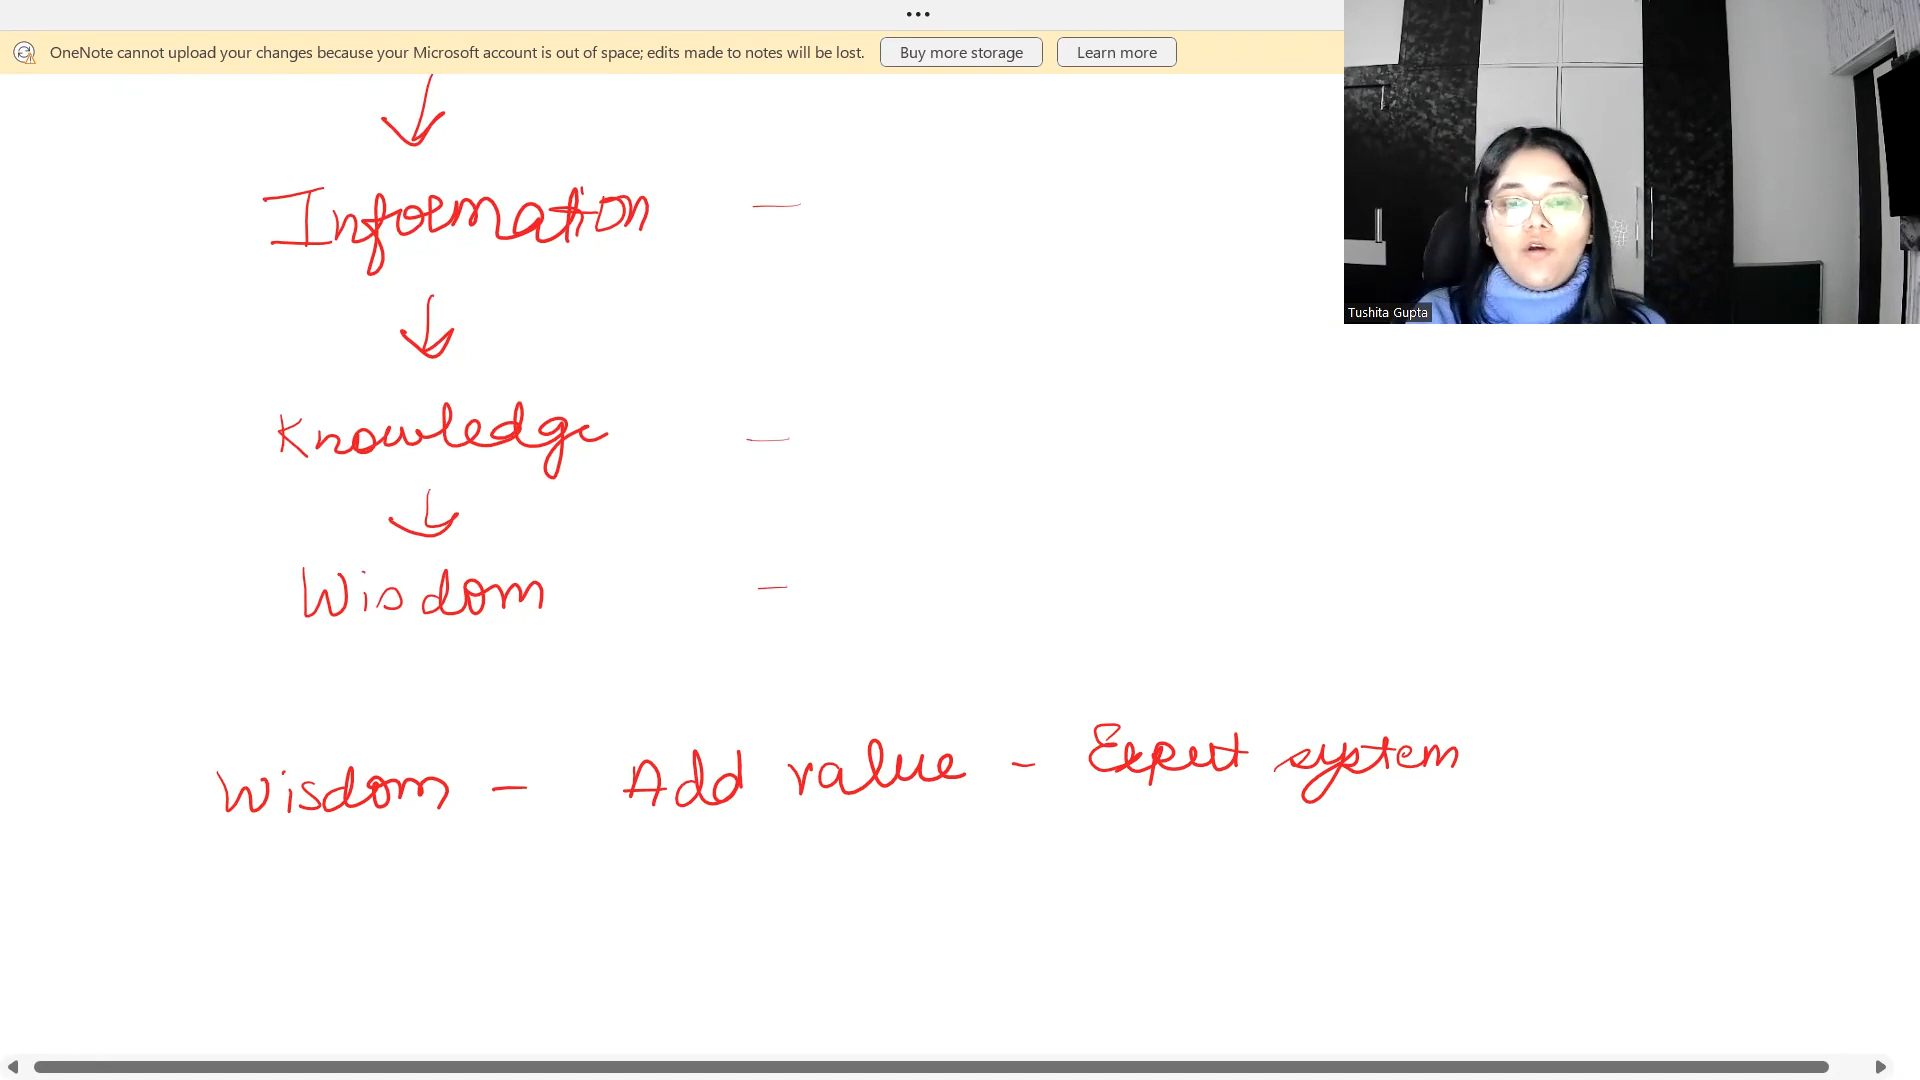 ...
OneNote cannot upload your changes because your Microsoft account is out of space; edits made to notes will be lost. Buy more storage Learn more
Tushita Gupta
Information —
Knowledge —
Wisdom —
Wisdom — Add value - Expert system